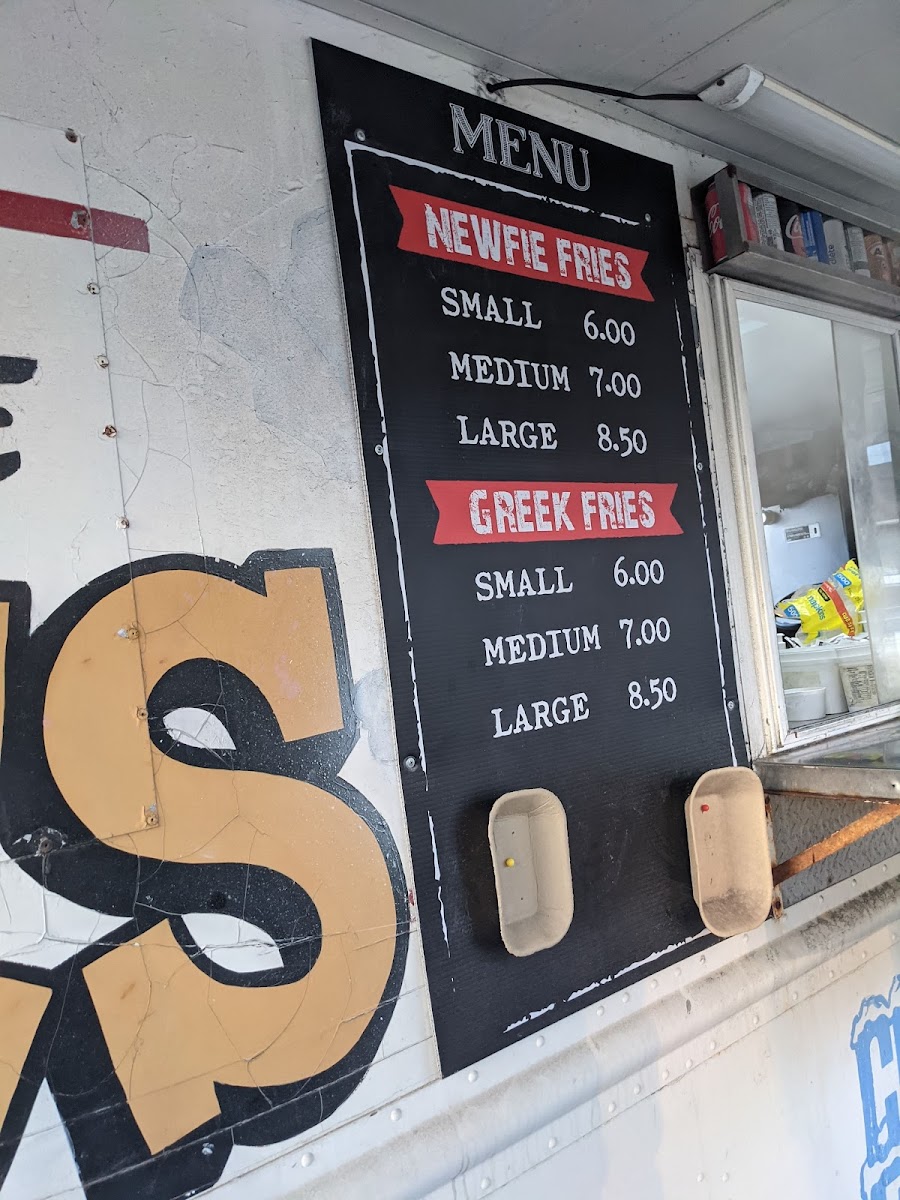 MENU
NEWFIE FRIES
SMALL 6.00
MEDIUM 7.00
LARGE 8.50
GREEK FRIES
SMALL 6.00
MEDIUM 7.00
LARGE 8.50
S